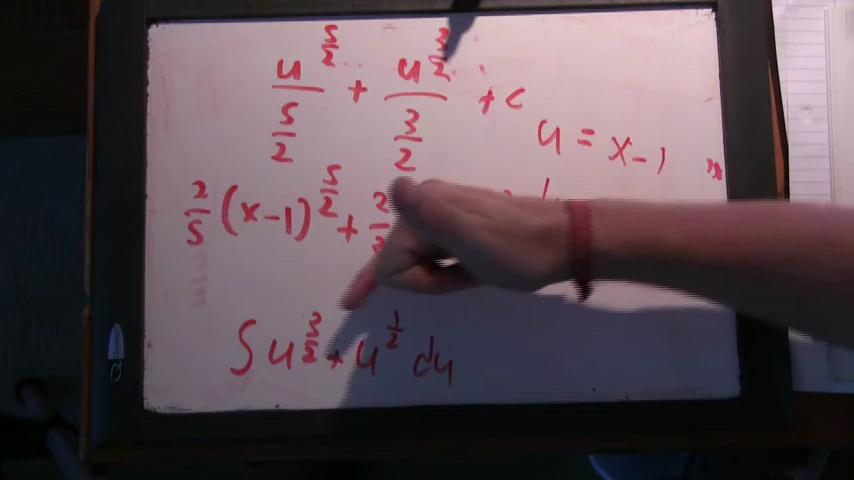 u^(5/2) / (5/2) + u^(3/2) / (3/2) + c
u = x-1
2/5 (x-1)^(5/2) + 2
∫ u^(3/2) + u^(1/2) du